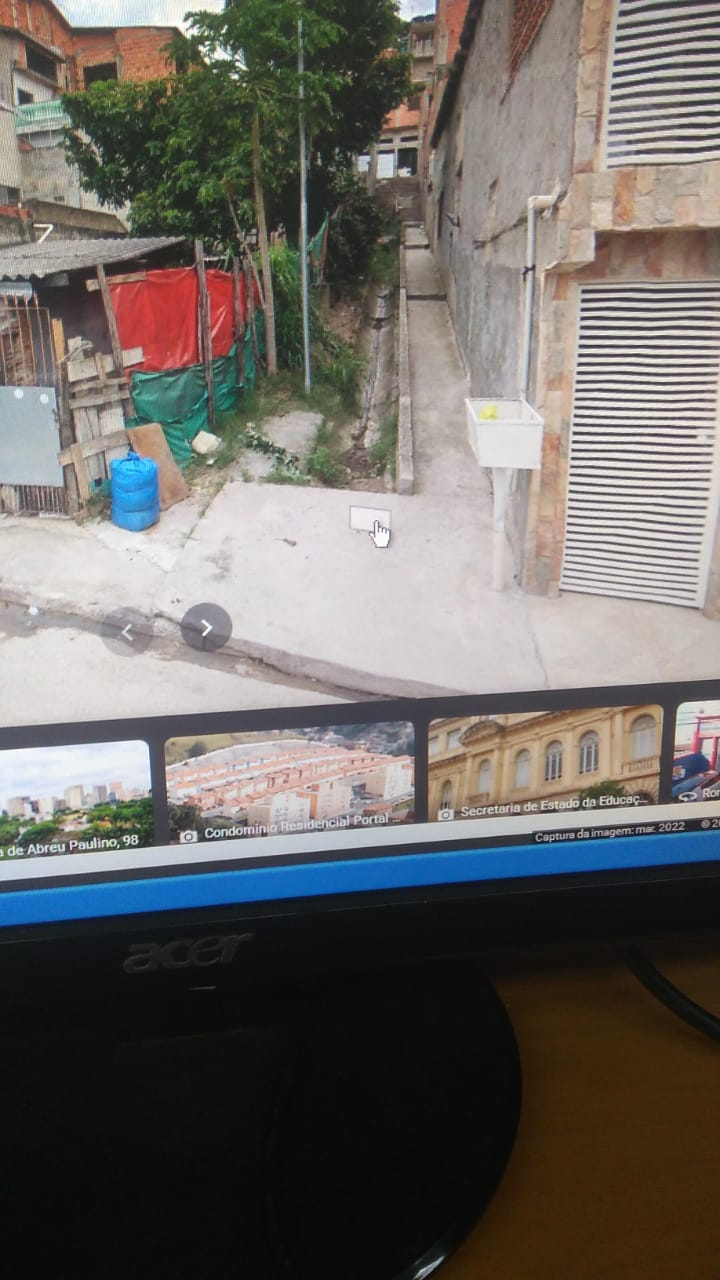 de Abreu Paulino, 98
Condomínio Residencial Portal ...
Secretaria de Estado da Educaç...
Captura da imagem: mar. 2022 ©
acer